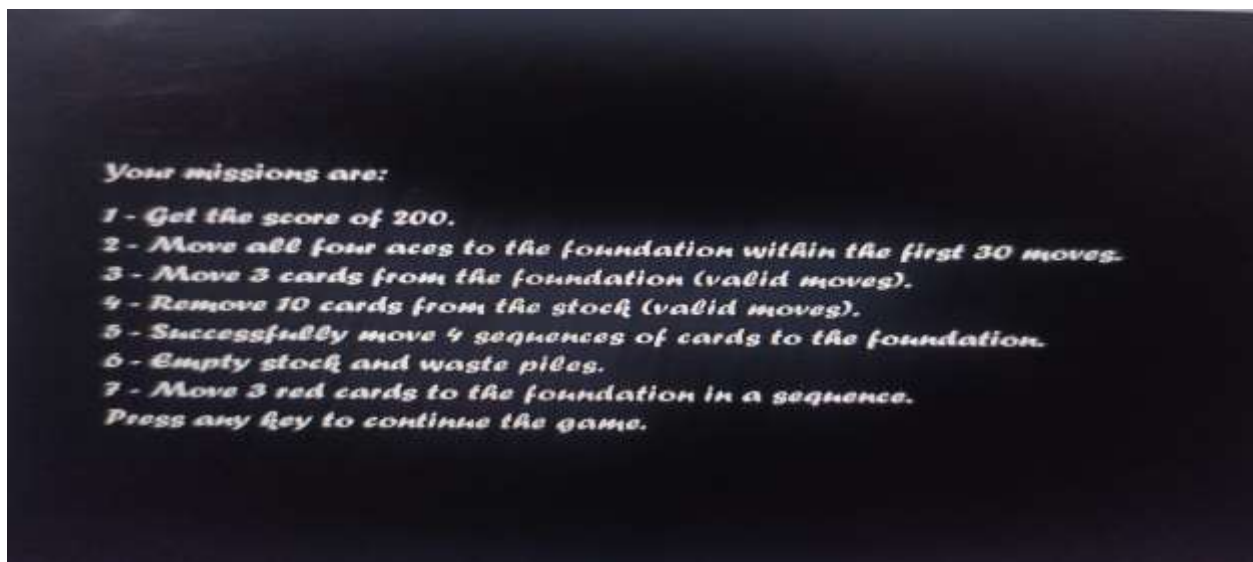 Your missions are:
1 - Get the score of 200.
2 - Move all four aces to the foundation within the first 30 moves.
3 - Move 3 cards from the foundation (valid moves).
4 - Remove 10 cards from the stock (valid moves).
5 - Successfully move 4 sequences of cards to the foundation.
6 - Empty stock and waste piles.
7 - Move 3 red cards to the foundation in a sequence.
Press any key to continue the game.